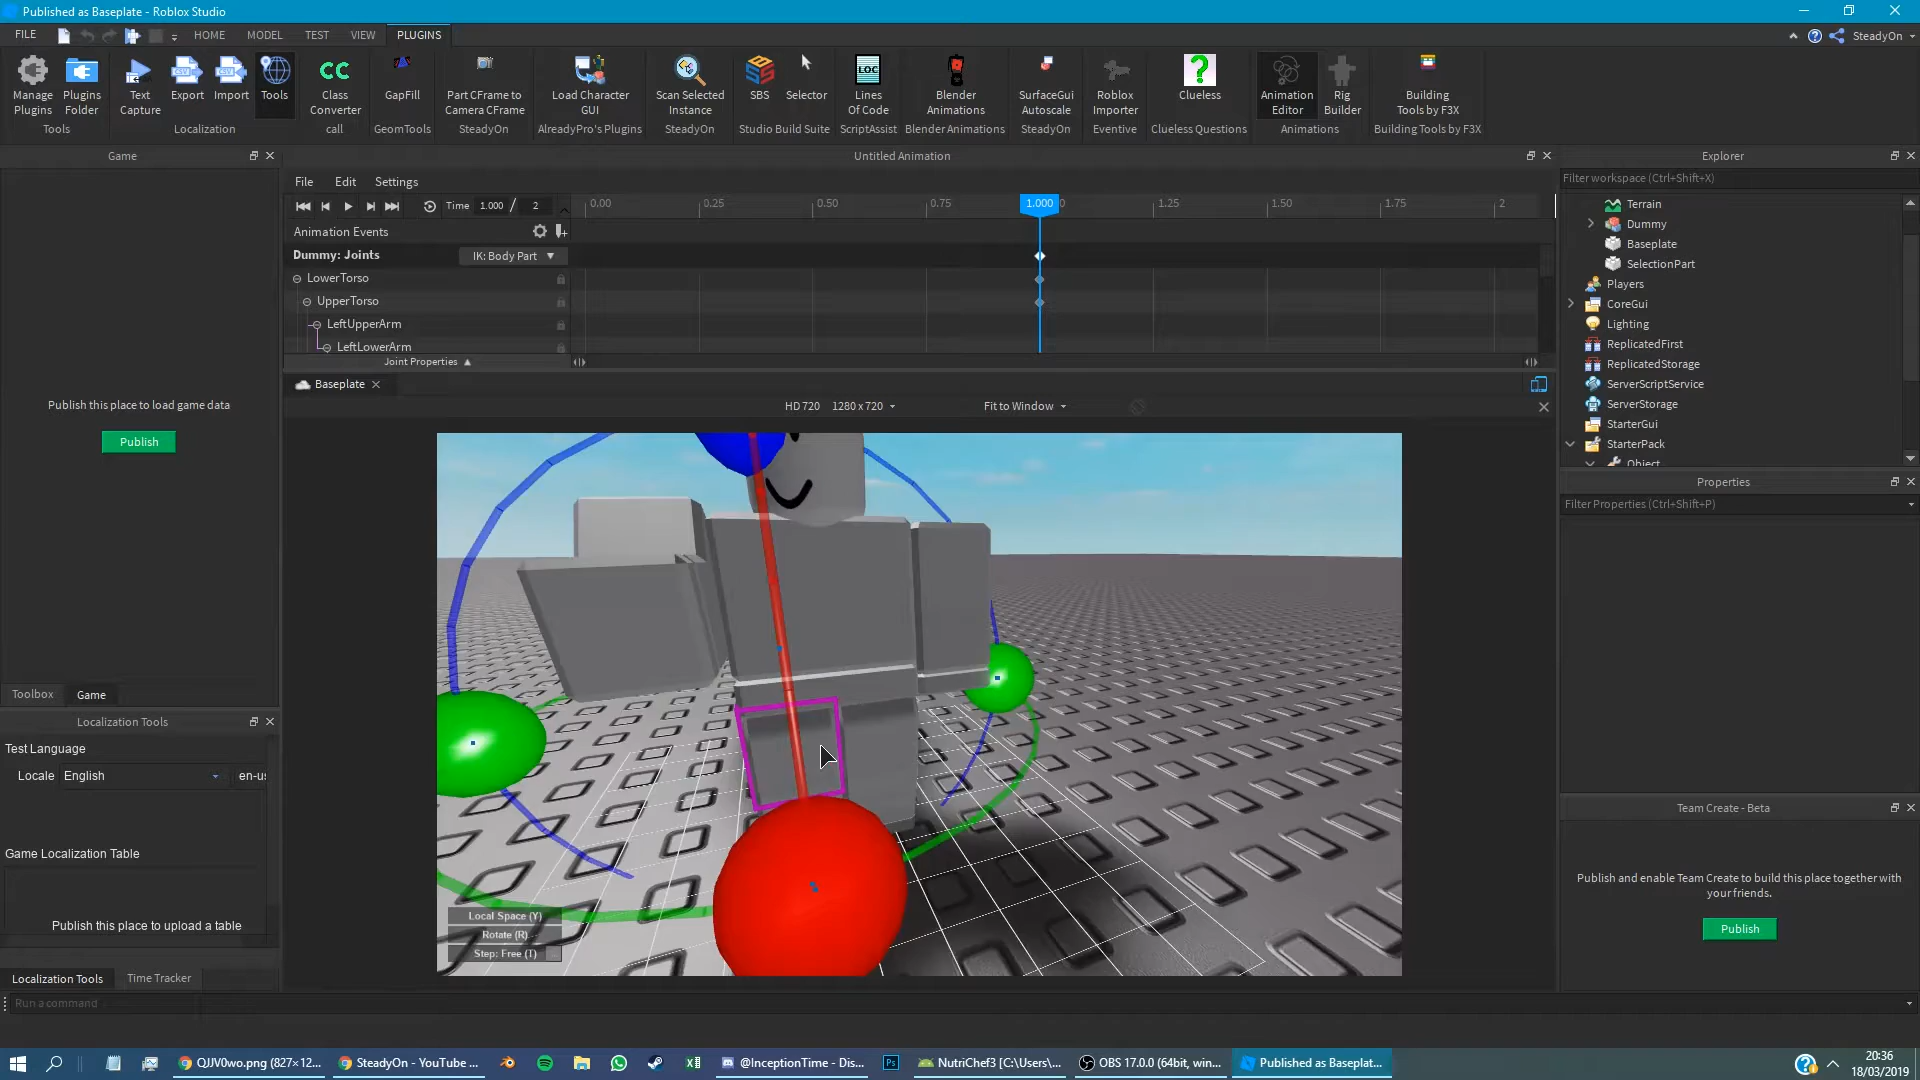 Published as Baseplate - Roblox Studio
FILE
HOME
MODEL
TEST
VIEW
PLUGINS
SteadyOn
Manage Plugins
Plugins Folder
Text Capture
Export
Import
Tools
Class Converter
GapFill
Part CFrame to Camera CFrame
Load Character GUI
Scan Selected Instance
SBS
Selector
LOC
Lines Of Code
Blender Animations
SurfaceGui Autoscale
Roblox Importer
Clueless
Animation Editor
Rig Builder
Building Tools by F3X
Tools
Localization
call
GeomTools
SteadyOn
AlreadyPro's Plugins
SteadyOn
Studio Build Suite
ScriptAssist
Blender Animations
SteadyOn
Eventive
Clueless Questions
Animations
Building Tools by F3X
Game
Publish this place to load game data
Publish
Toolbox
Game
Localization Tools
Test Language
Locale
English
en-us
Game Localization Table
Publish this place to upload a table
Localization Tools
Time Tracker
Run a command
Untitled Animation
File
Edit
Settings
Time
1.000 / 2
0.00
0.25
0.50
0.75
1.000
1.25
1.50
1.75
2
Animation Events
Dummy: Joints
IK: Body Part
LowerTorso
UpperTorso
LeftUpperArm
LeftLowerArm
Joint Properties
Baseplate
HD 720 1280 x 720
Fit to Window
Local Space (Y)
Rotate (R)
Step: Free (T)
Explorer
Filter workspace (Ctrl+Shift+X)
Terrain
Dummy
Baseplate
SelectionPart
Players
CoreGui
Lighting
ReplicatedFirst
ReplicatedStorage
ServerScriptService
ServerStorage
StarterGui
StarterPack
Object
Properties
Filter Properties (Ctrl+Shift+P)
Team Create - Beta
Publish and enable Team Create to build this place together with
your friends.
Publish
QJJV0wo.png (827×12...
SteadyOn - YouTube ...
@InceptionTime - Dis...
Ps
NutriChef3 [C:\Users\...
OBS 17.0.0 (64bit, win...
Published as Baseplat...
20:36
18/03/2019